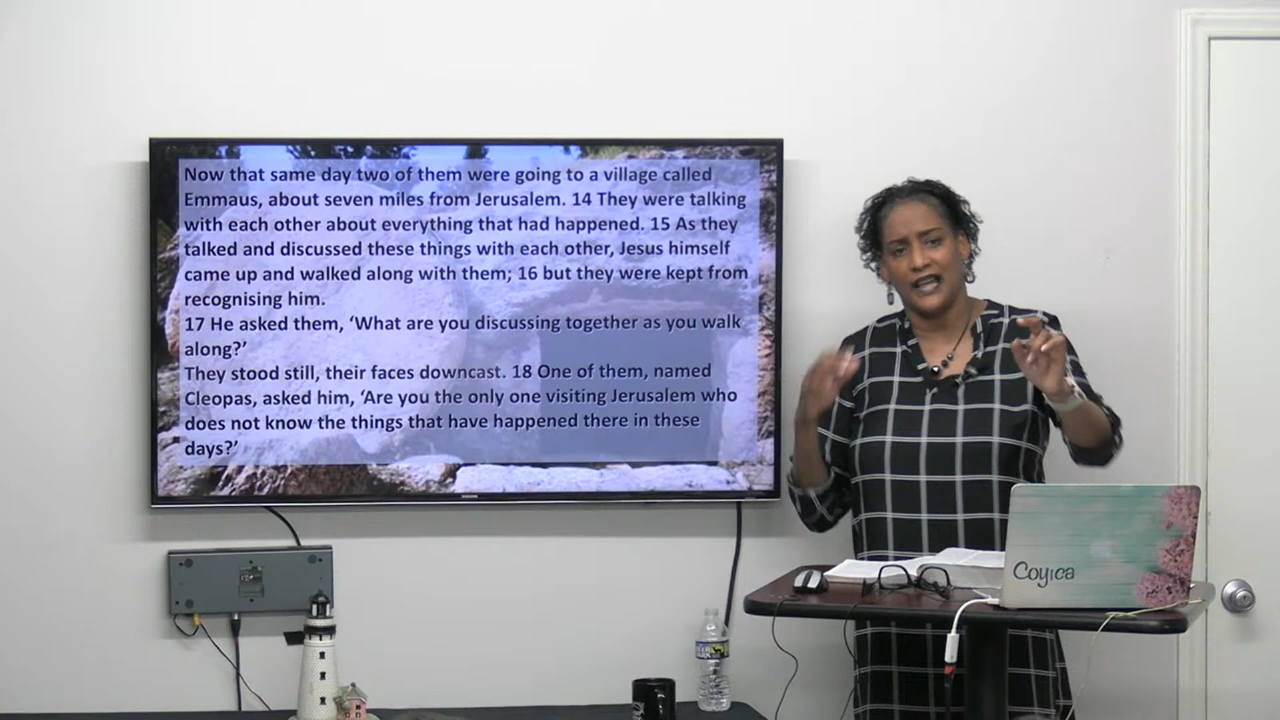 Now that same day two of them were going to a village called
Emmaus, about seven miles from Jerusalem. 14 They were talking
with each other about everything that had happened. 15 As they
talked and discussed these things with each other, Jesus himself
came up and walked along with them; 16 but they were kept from
recognising him.
17 He asked them, ‘What are you discussing together as you walk
along?’
They stood still, their faces downcast. 18 One of them, named
Cleopas, asked him, ‘Are you the only one visiting Jerusalem who
does not know the things that have happened there in these
days?’
SAMSUNG
Coyica
DEER PARK